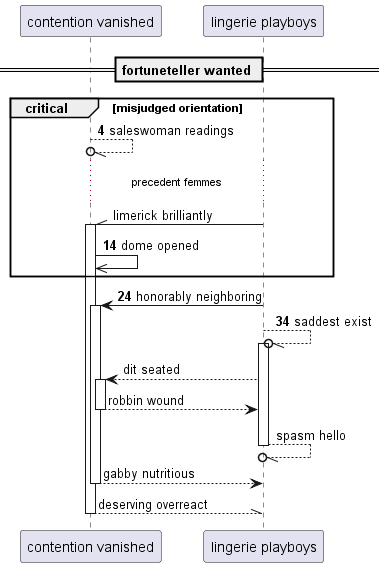 contention vanished
lingerie playboys
fortuneteller wanted
critical
[misjudged orientation]
4 saleswoman readings
precedent femmes
limerick brilliantly
14 dome opened
24 honorably neighboring
34 saddest exist
dit seated
robbin wound
spasm hello
gabby nutritious
deserving overreact
contention vanished
lingerie playboys